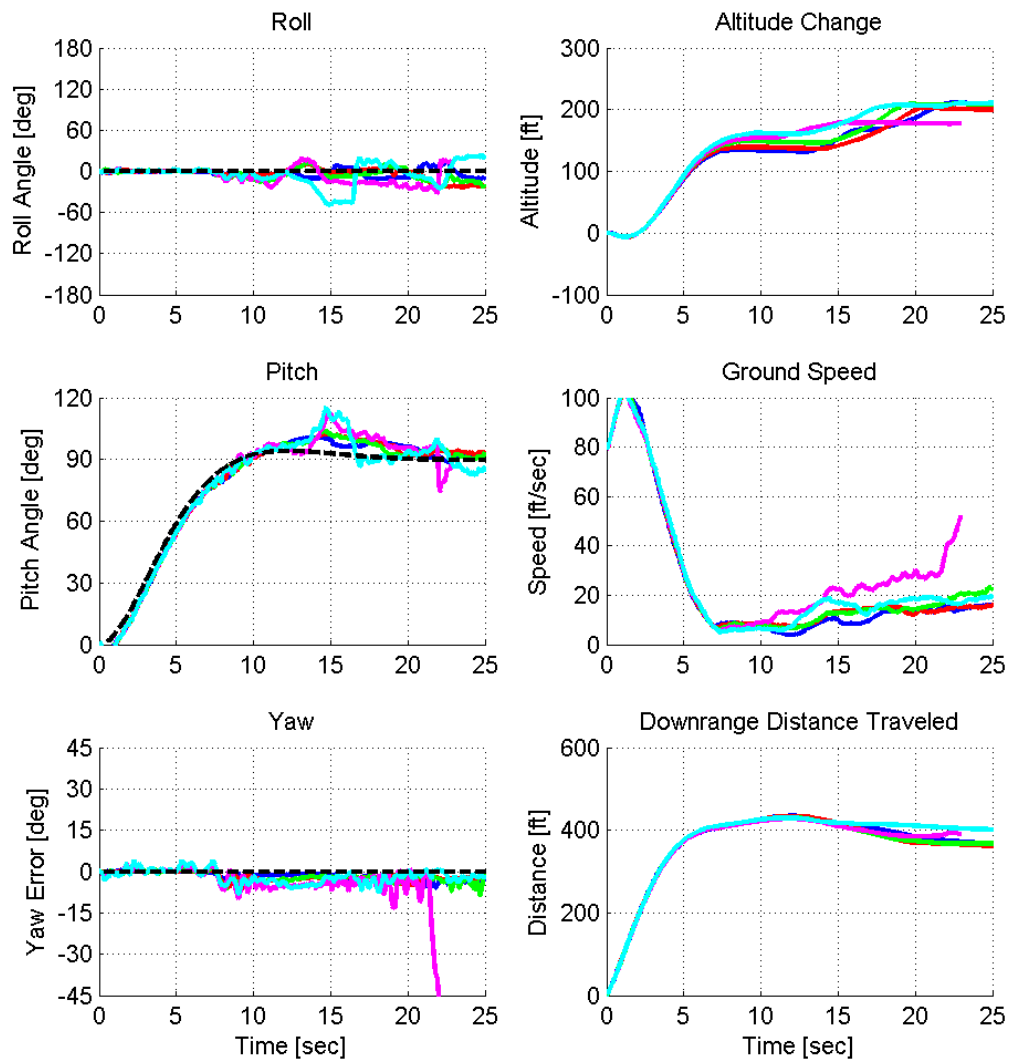 Roll
Roll Angle [deg]
180
120
60
0
-60
-120
-180
0 5 10 15 20 25
Altitude Change
Altitude [ft]
300
200
100
0
-100
0 5 10 15 20 25
Pitch
Pitch Angle [deg]
120
90
60
30
0
0 5 10 15 20 25
Ground Speed
Speed [ft/sec]
100
80
60
40
20
0
0 5 10 15 20 25
Yaw
Yaw Error [deg]
45
30
15
0
-15
-30
-45
0 5 10 15 20 25
Time [sec]
Downrange Distance Traveled
Distance [ft]
600
400
200
0
0 5 10 15 20 25
Time [sec]